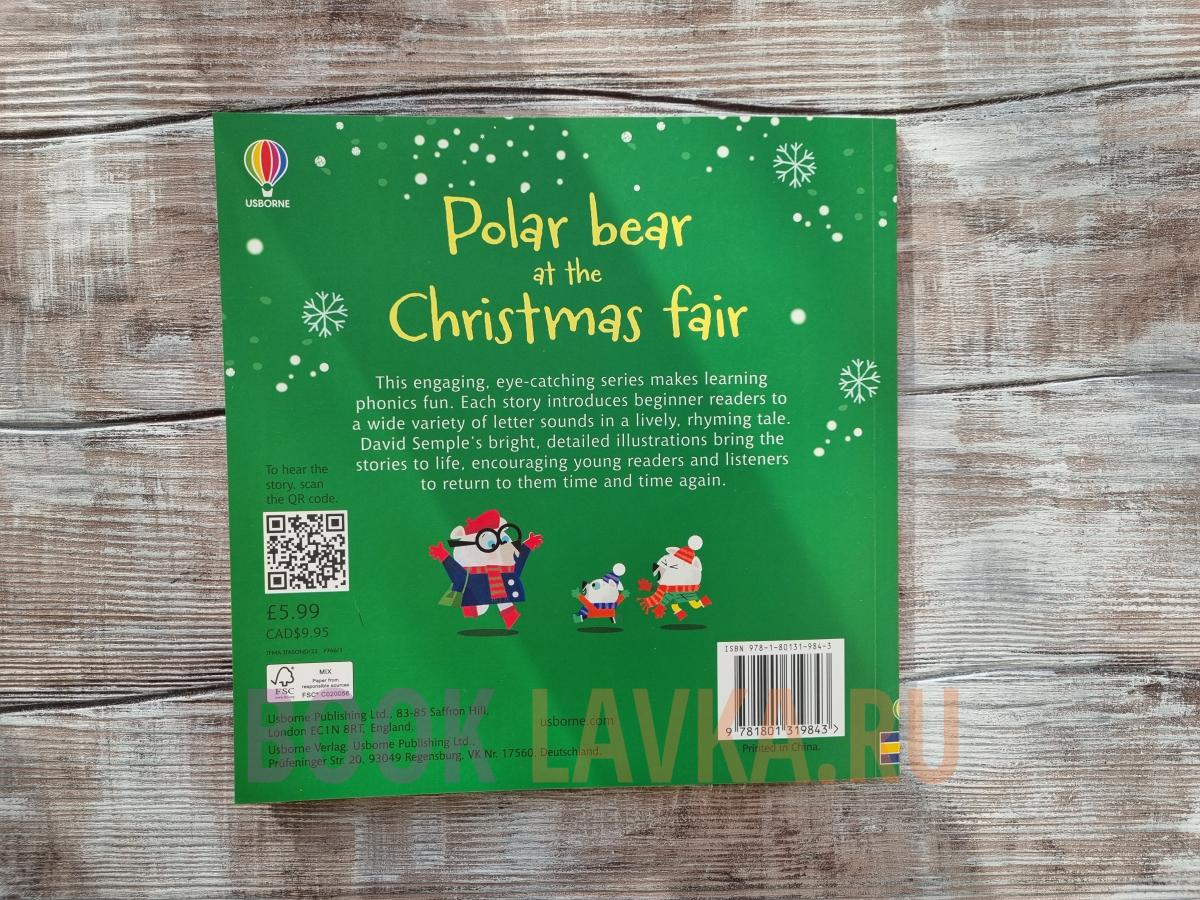 USBORNE
Polar bear
at the
Christmas fair
This engaging, eye-catching series makes learning
phonics fun. Each story introduces beginner readers to
a wide variety of letter sounds in a lively, rhyming tale.
David Semple's bright, detailed illustrations bring the
stories to life, encouraging young readers and listeners
to return to them time and time again.
To hear the
story, scan
the QR code.
£5.99
CAD$9.95
MIX
Paper from
responsible sources
FSC
FSC® C020056
ISBN 978-1-80131-984-3
9 781801 319843 >
Printed in China.
Usborne Publishing Ltd., 83-85 Saffron Hill,
London EC1N 8RT, England.
usborne.com
Usborne Verlag, Usborne Publishing Ltd.,
Prüfeninger Str. 20, 93049 Regensburg, VK Nr. 17560, Deutschland.
BOOK LAVKA.RU